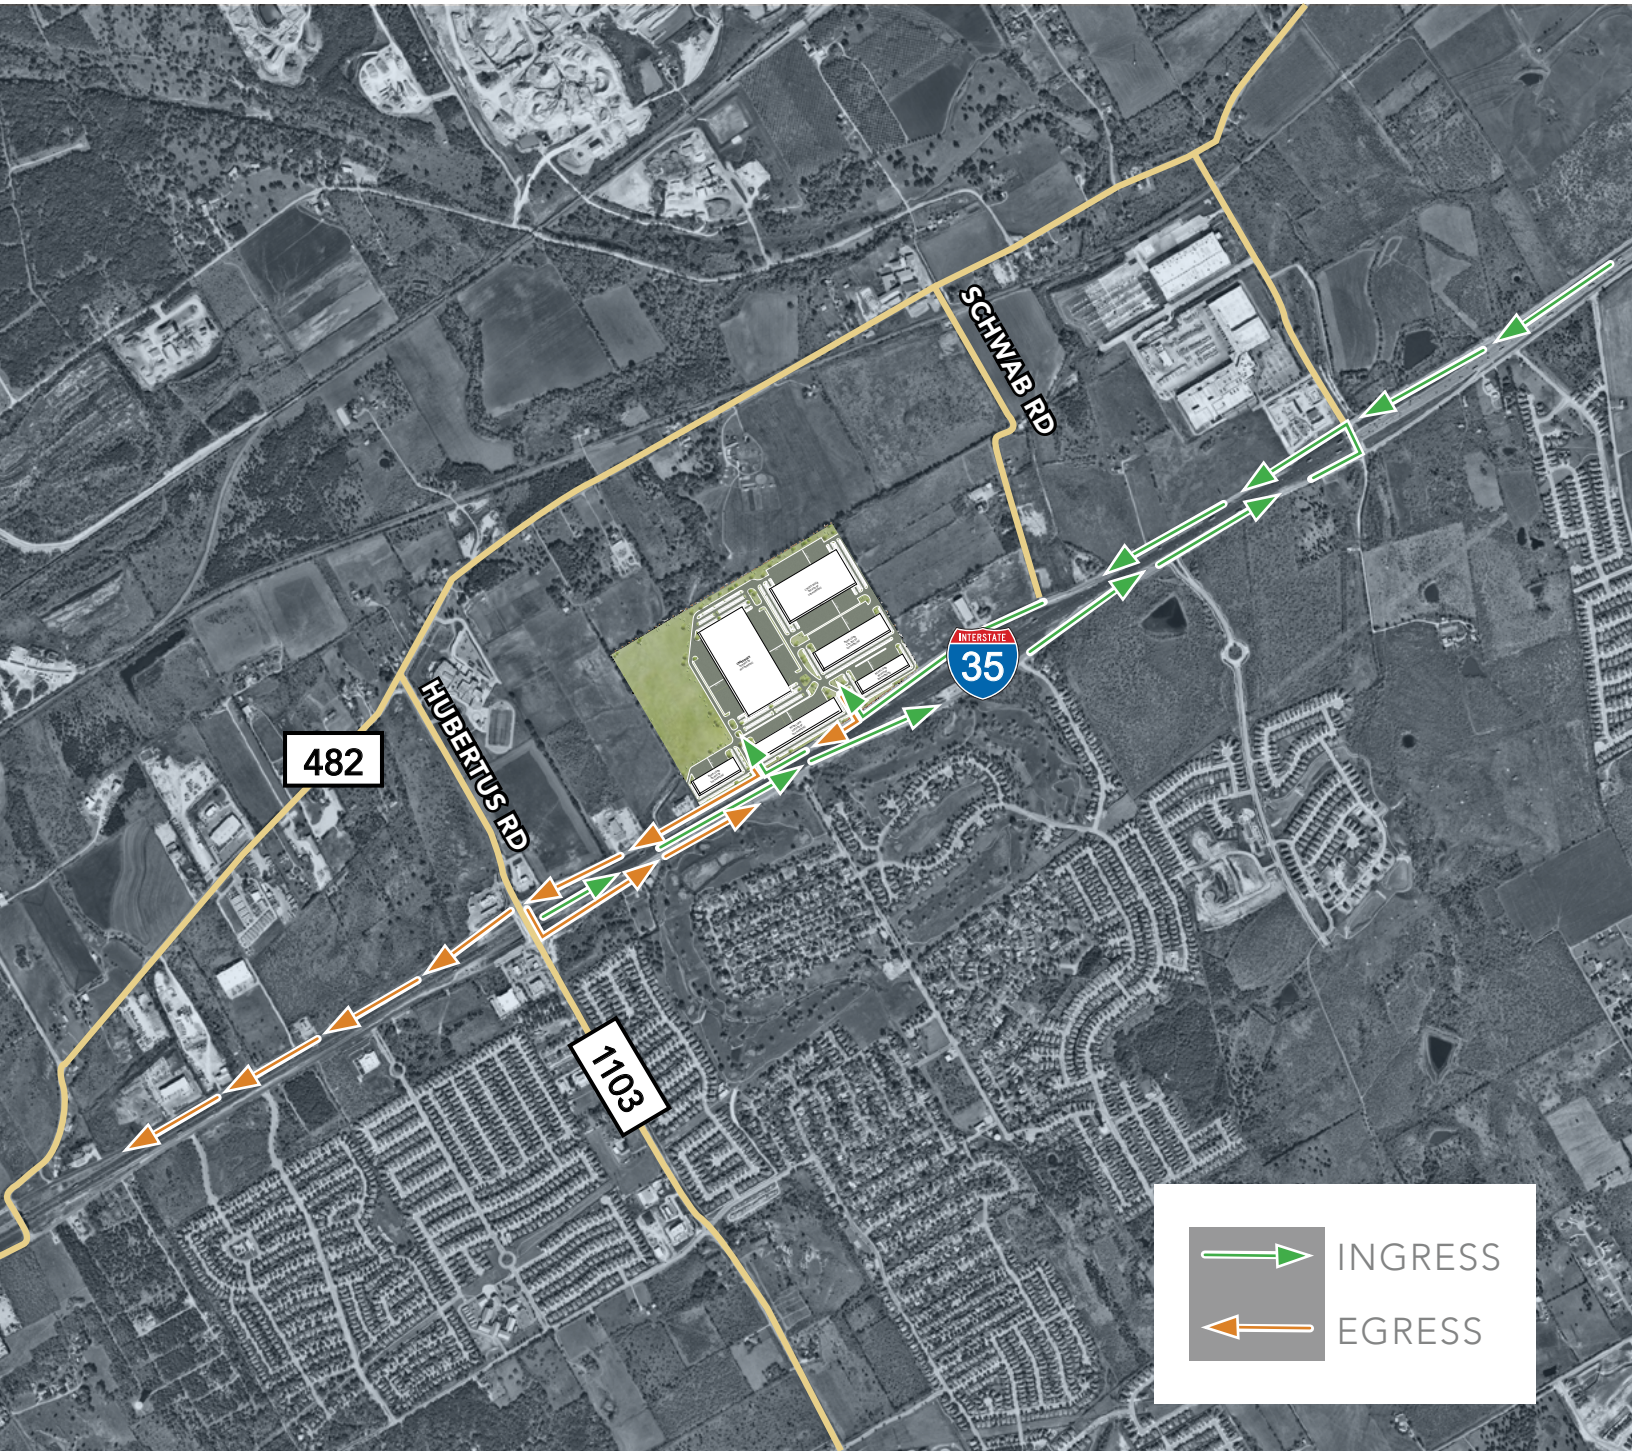 SCHWAB RD
INTERSTATE
35
HUBERTUS RD
482
1103
INGRESS
EGRESS